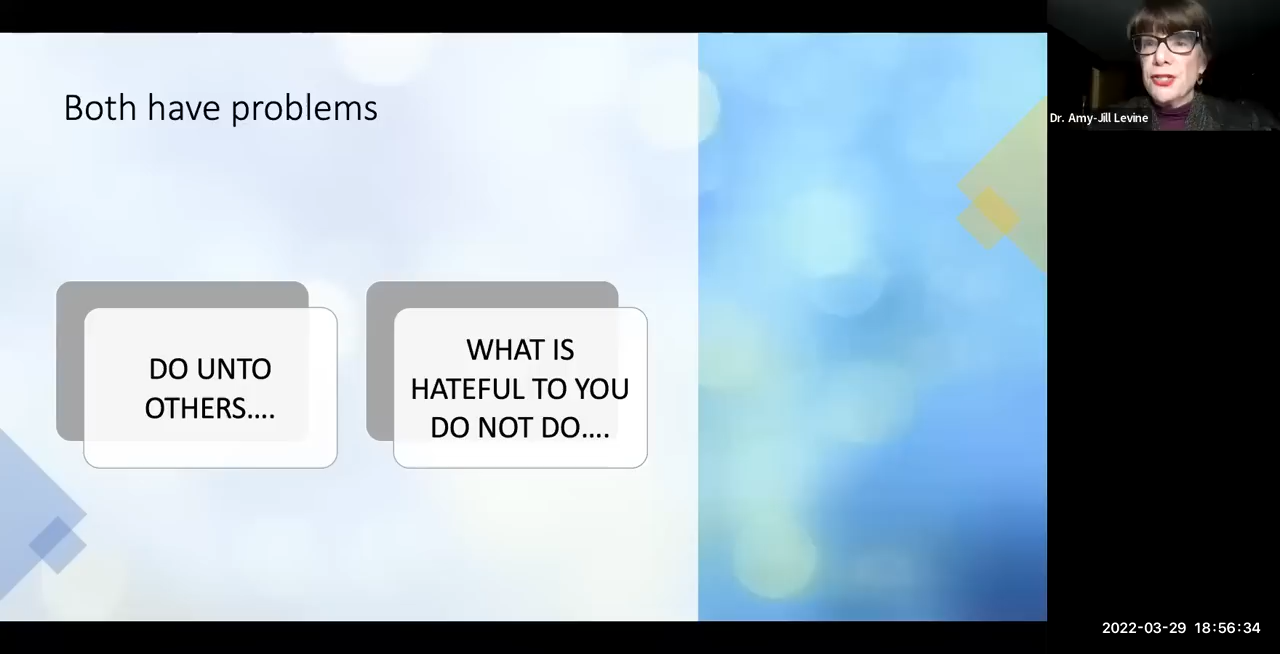 Both have problems
DO UNTO
OTHERS....
WHAT IS
HATEFUL TO YOU
DO NOT DO....
Dr. Amy-Jill Levine
2022-03-29 18:56:34